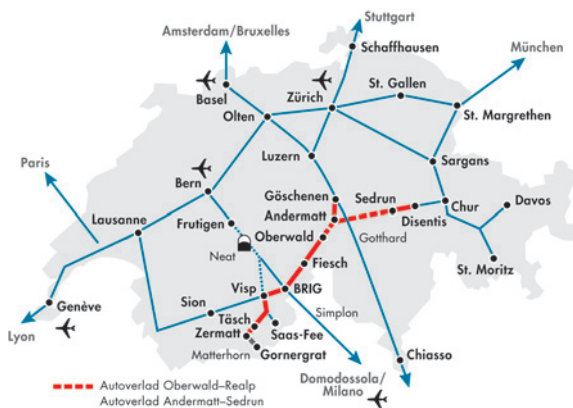 Stuttgart
Amsterdam/Bruxelles
Schaffhausen
München
Basel
Zürich
St. Gallen
Olten
St. Margrethen
Luzern
Paris
Sargans
Bern
Göschenen
Sedrun
Davos
Lausanne
Andermatt
Chur
Frutigen
Oberwald
Disentis
Gotthard
Neat
Fiesch
St. Moritz
Visp
BRIG
Genève
Sion
Täsch
Simplon
Lyon
Zermatt
Saas-Fee
Matterhorn
Gornergrat
Chiasso
Autoverlad Oberwald–Realp
Domodossola/
Autoverlad Andermatt–Sedrun
Milano